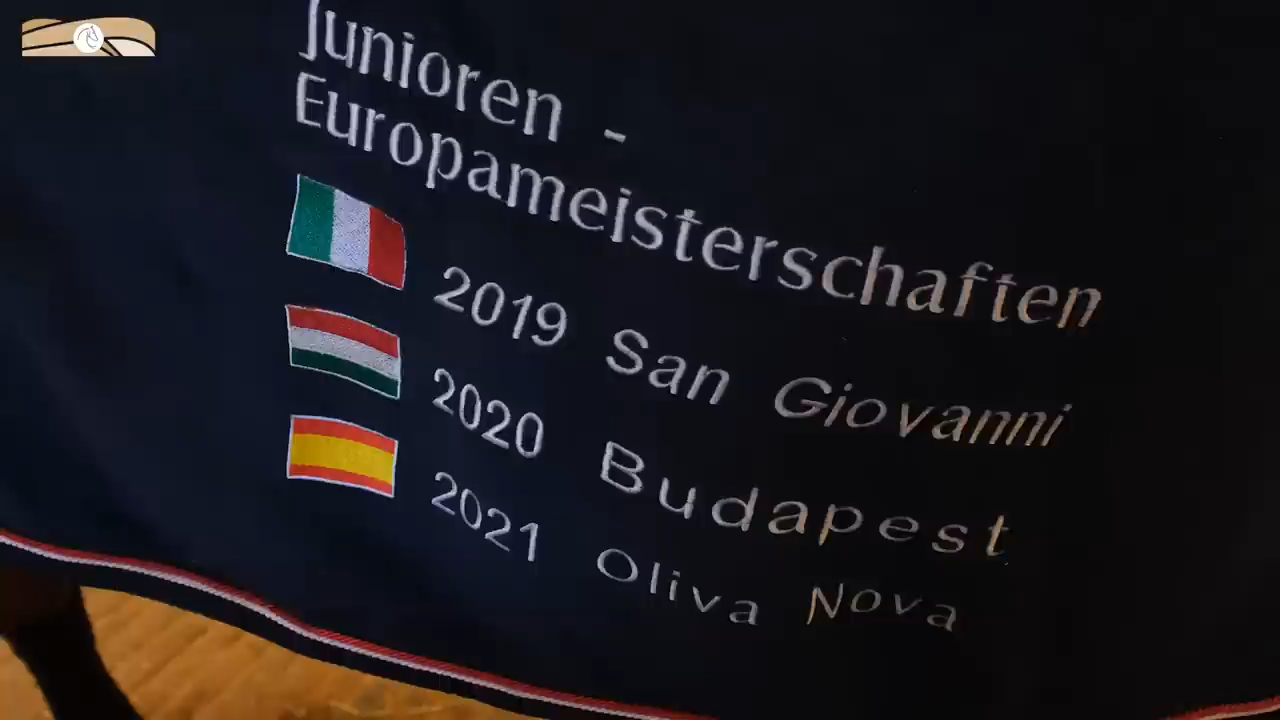 Junioren -
Europameisterschaften
2019 San Giovanni
2020 Budapest
2021 Oliva Nova